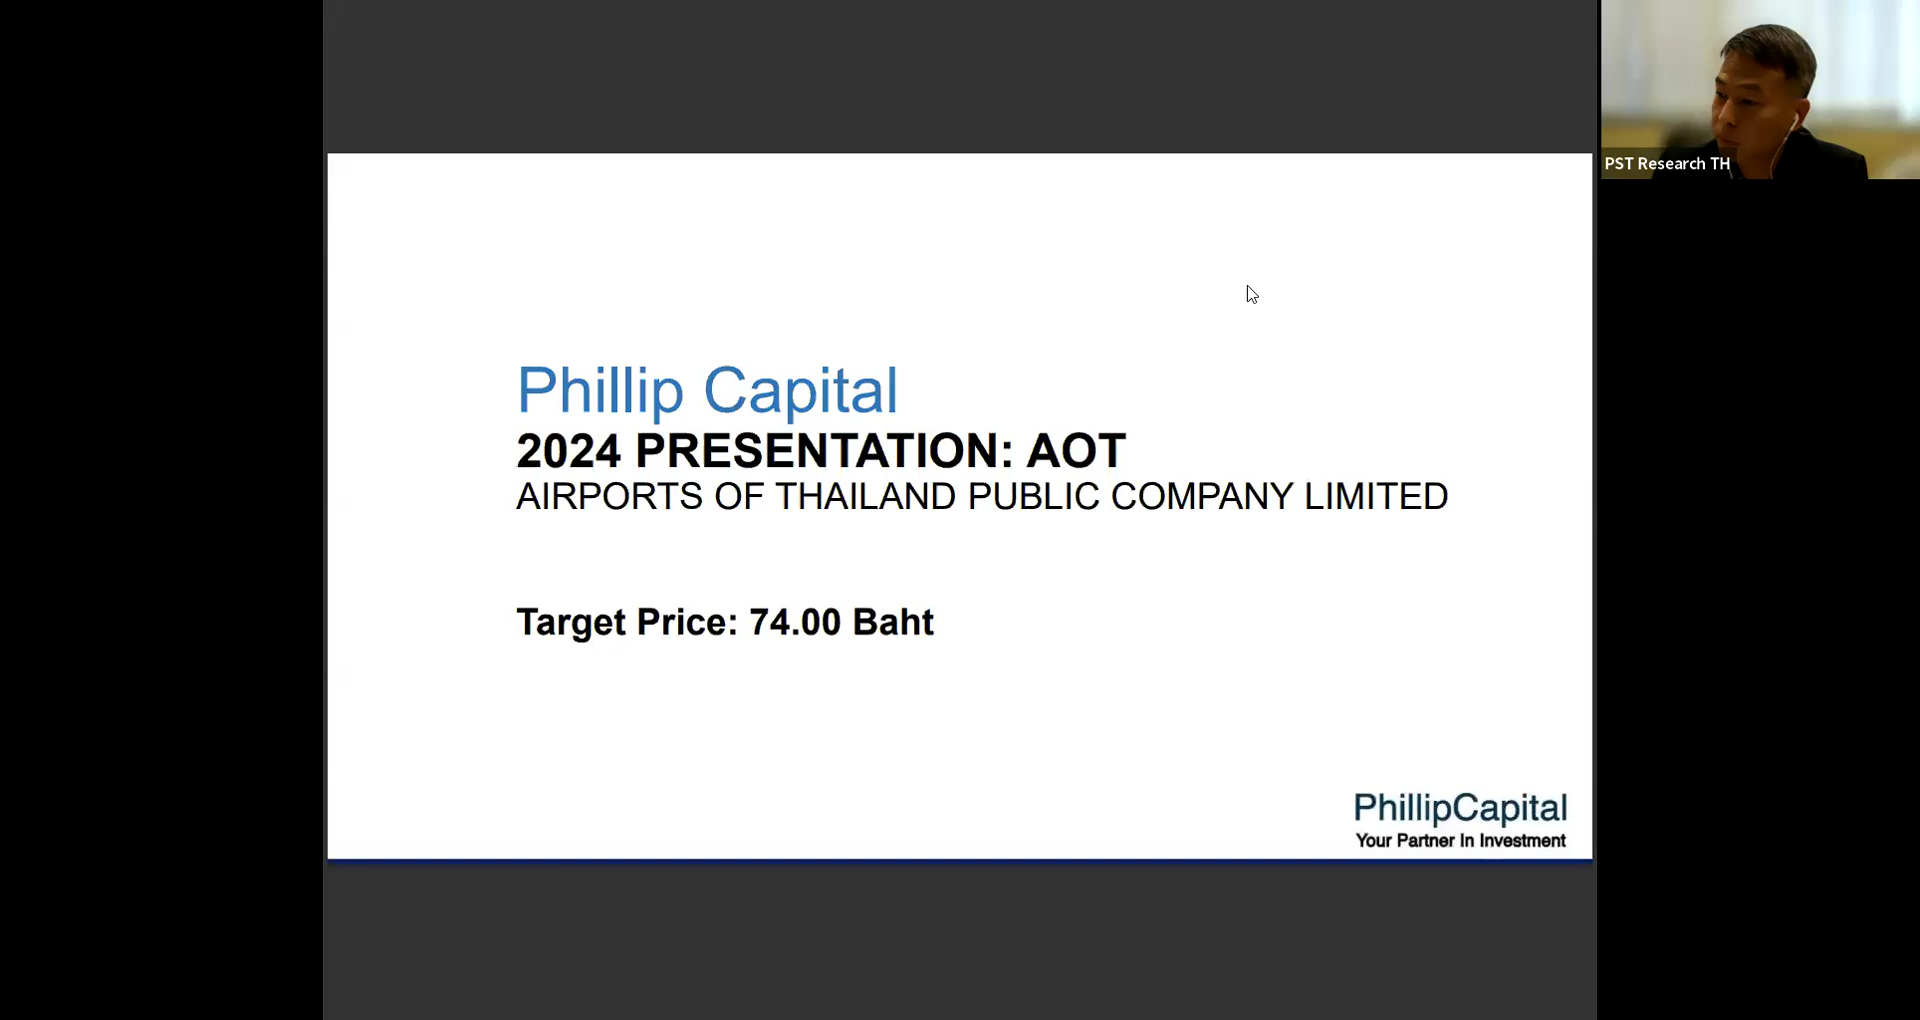 PST Research TH
Phillip Capital
2024 PRESENTATION: AOT
AIRPORTS OF THAILAND PUBLIC COMPANY LIMITED
Target Price: 74.00 Baht
PhillipCapital
Your Partner In Investment